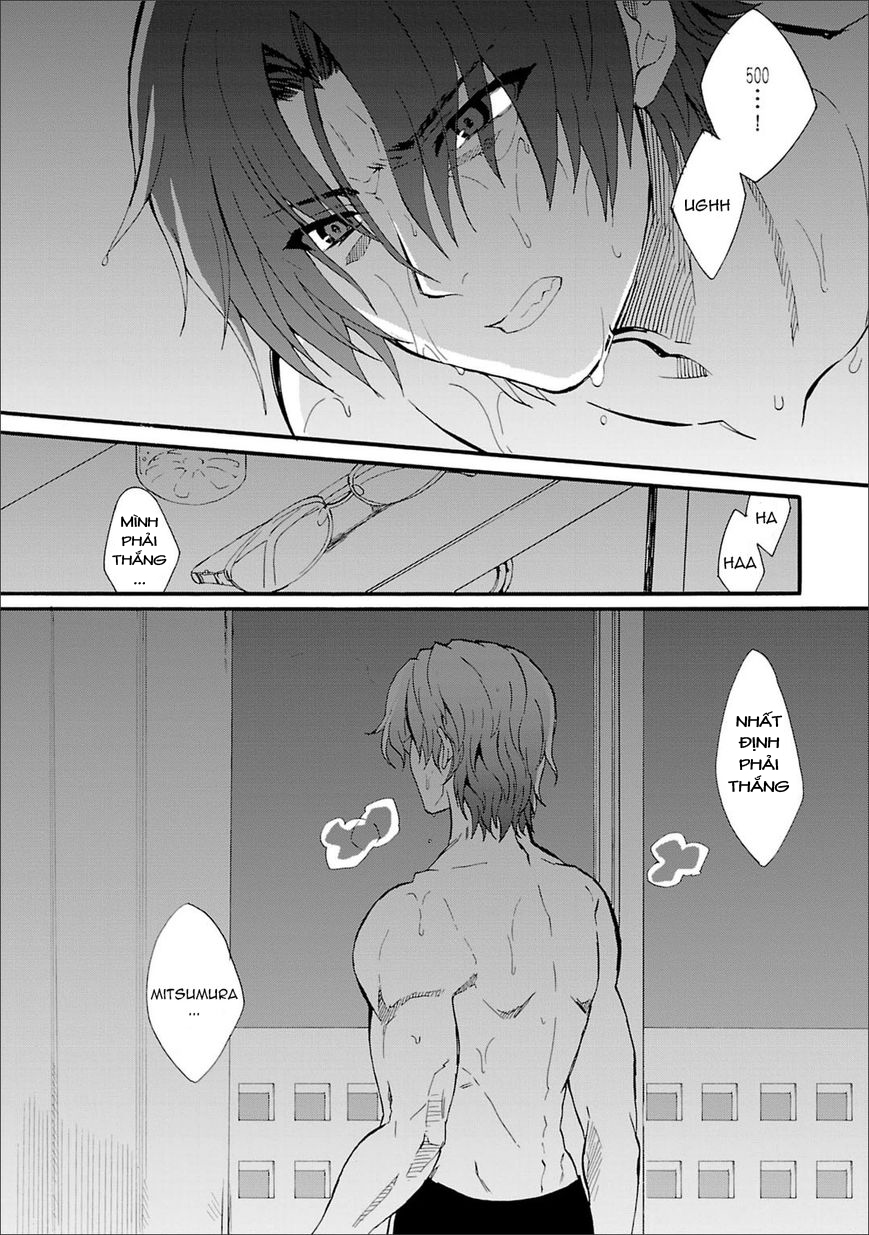 500
...!
UGHH
HA
HAA
MÌNH
PHẢI
THẮNG
...
NHẤT
ĐỊNH
PHẢI
THẮNG
MITSUMURA
...